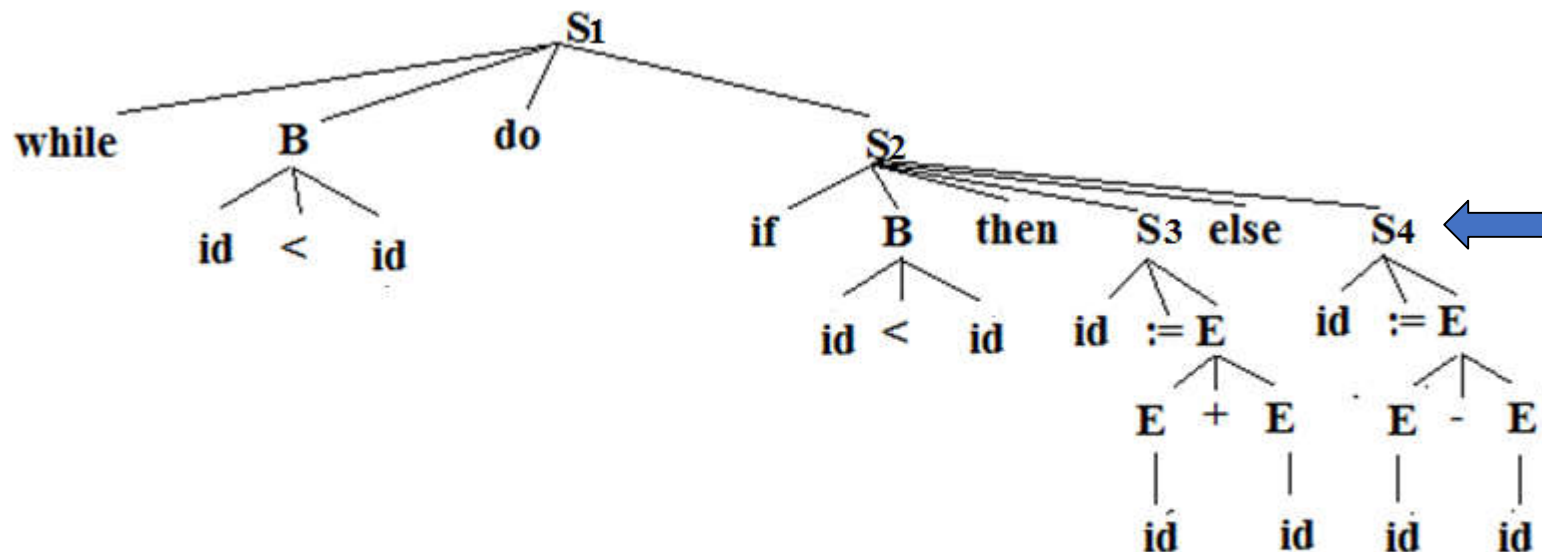 S1
while B do S2
id < id if B then S3 else S4
id < id id := E id := E
E + E E - E
id id id id